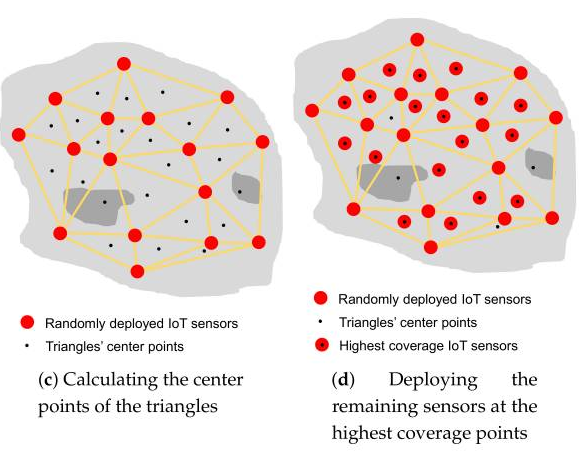 Randomly deployed IoT sensors
Triangles' center points
(c) Calculating the center
points of the triangles
Randomly deployed IoT sensors
Triangles' center points
Highest coverage IoT sensors
(d) Deploying the
remaining sensors at the
highest coverage points